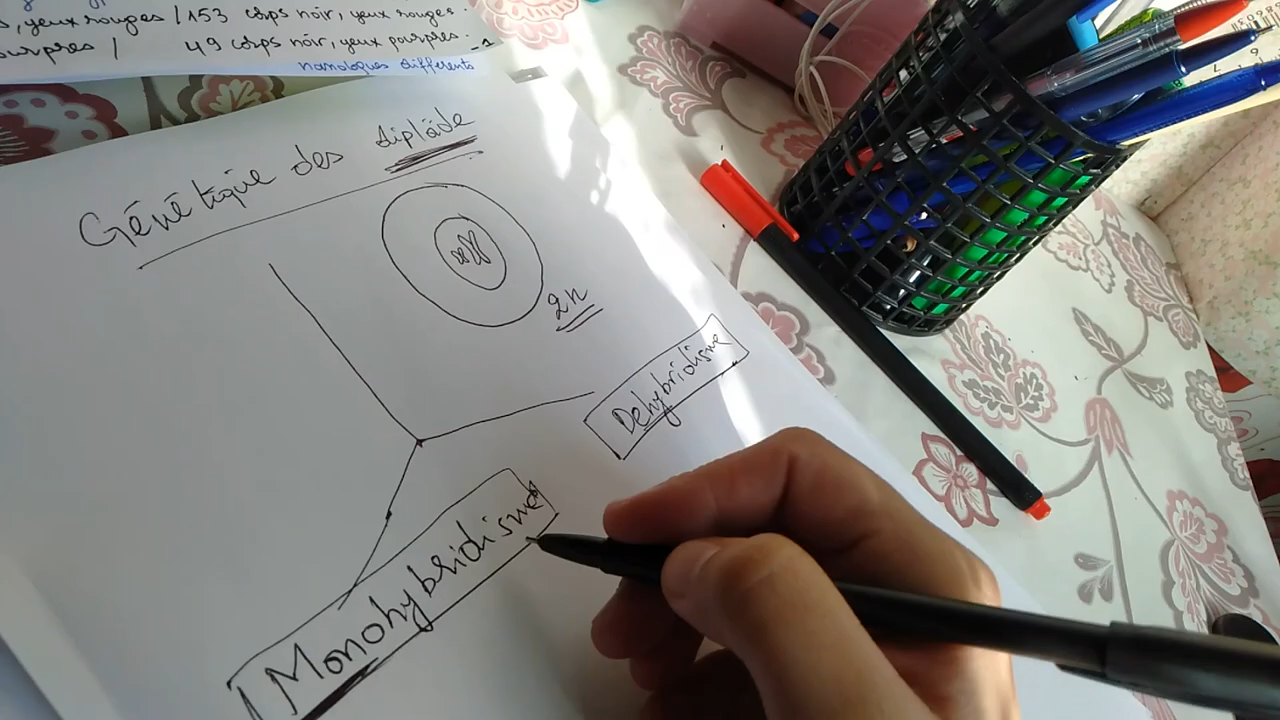 , yeux rouges / 153 corps noir, yeux rouges.
pourpres / 49 corps noir, yeux pourpres.
homologues différents
Génétique des diploïde
2n
Dehybridisme
Monohybridisme